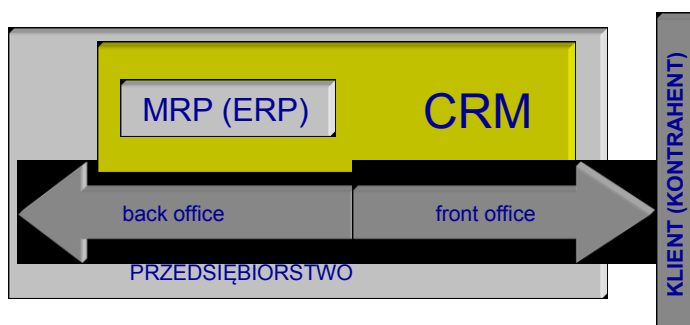 MRP (ERP)
CRM
back office
front office
PRZEDSIĘBIORSTWO
KLIENT (KONTRAHENT)